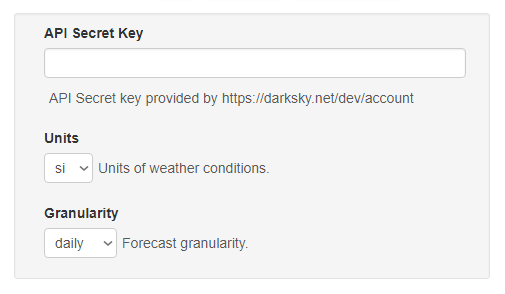 API Secret Key
API Secret key provided by https://darksky.net/dev/account
Units
si Units of weather conditions.
Granularity
daily Forecast granularity.